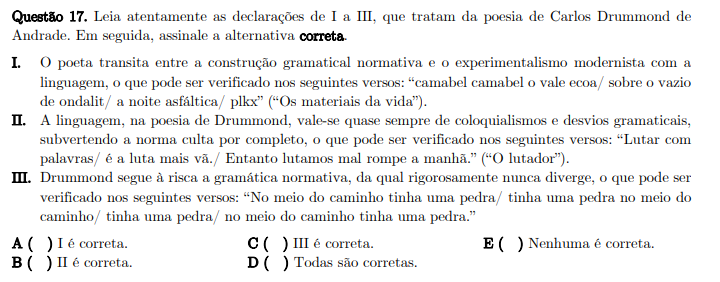 Questão 17. Leia atentamente as declarações de I a III, que tratam da poesia de Carlos Drummond de
Andrade. Em seguida, assinale a alternativa correta.
I. O poeta transita entre a construção gramatical normativa e o experimentalismo modernista com a
linguagem, o que pode ser verificado nos seguintes versos: “camabel camabel o vale ecoa/ sobre o vazio
de ondalit/ a noite asfáltica/ plkx” (“Os materiais da vida”).
II. A linguagem, na poesia de Drummond, vale-se quase sempre de coloquialismos e desvios gramaticais,
subvertendo a norma culta por completo, o que pode ser verificado nos seguintes versos: “Lutar com
palavras/ é a luta mais vã./ Entanto lutamos mal rompe a manhã.” (“O lutador”).
III. Drummond segue à risca a gramática normativa, da qual rigorosamente nunca diverge, o que pode ser
verificado nos seguintes versos: “No meio do caminho tinha uma pedra/ tinha uma pedra no meio do
caminho/ tinha uma pedra/ no meio do caminho tinha uma pedra.”
A ( ) I é correta. C ( ) III é correta. E ( ) Nenhuma é correta.
B ( ) II é correta. D ( ) Todas são corretas.